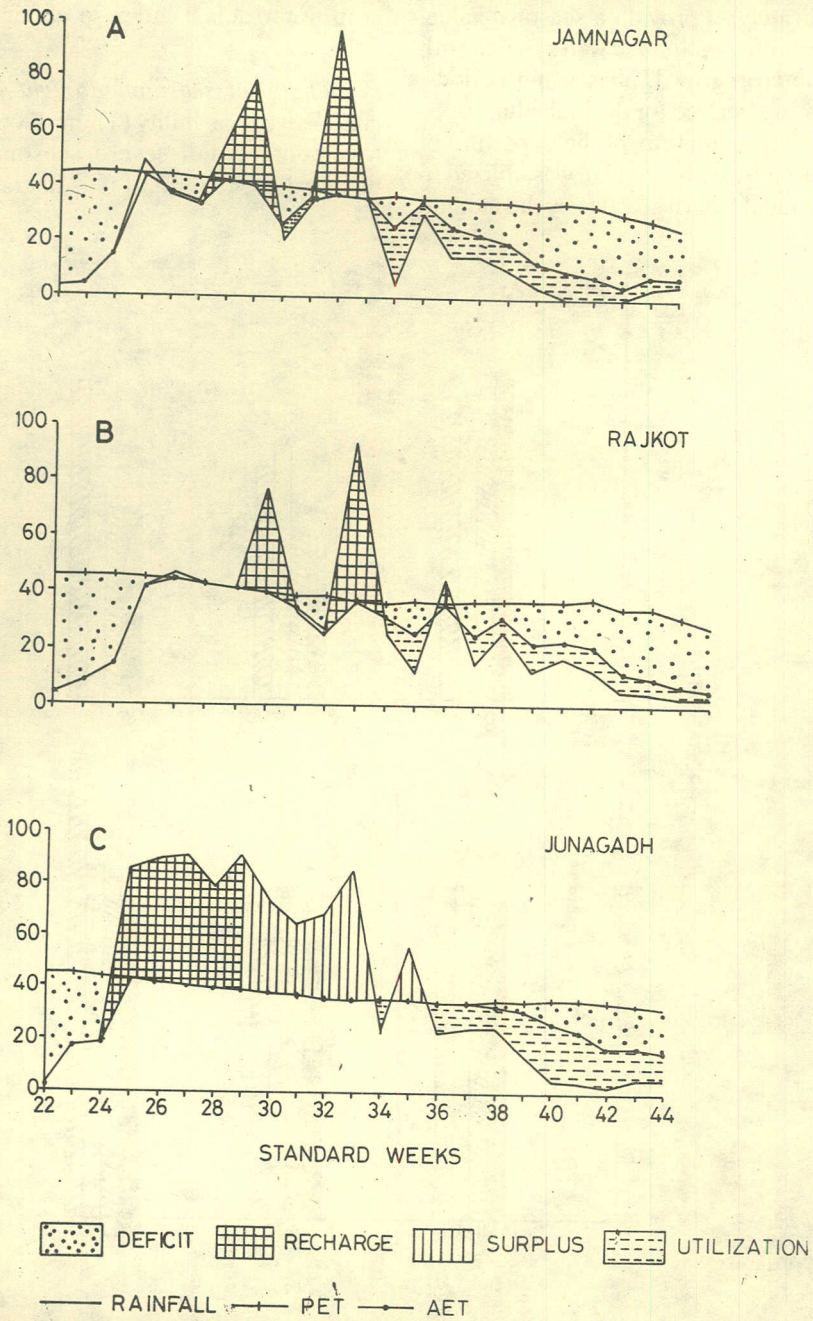 A
JAMNAGAR
100
80
60
40
20
0
B
RAJKOT
100
80
60
40
20
0
C
JUNAGADH
100
80
60
40
20
0
22 24 26 28 30 32 34 36 38 40 42 44
STANDARD WEEKS
DEFICIT RECHARGE SURPLUS UTILIZATION
RAINFALL PET AET